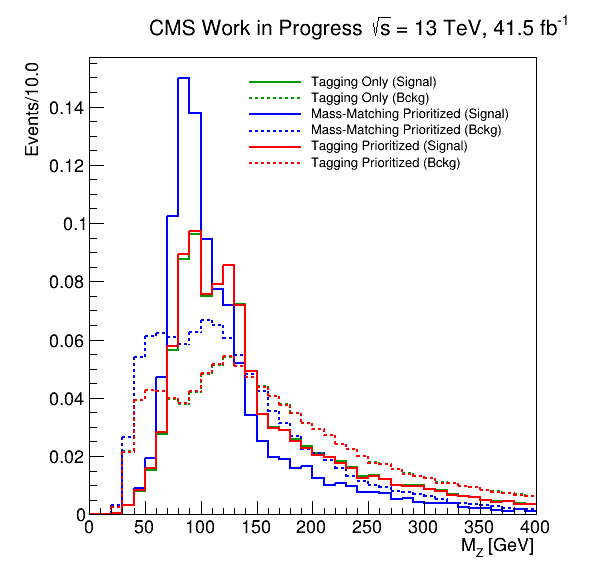 CMS Work in Progress √s = 13 TeV, 41.5 fb⁻¹
Events/10.0
Tagging Only (Signal)
Tagging Only (Bckg)
Mass-Matching Prioritized (Signal)
Mass-Matching Prioritized (Bckg)
Tagging Prioritized (Signal)
Tagging Prioritized (Bckg)
0.14
0.12
0.1
0.08
0.06
0.04
0.02
0
0 50 100 150 200 250 300 350 400
M_Z [GeV]